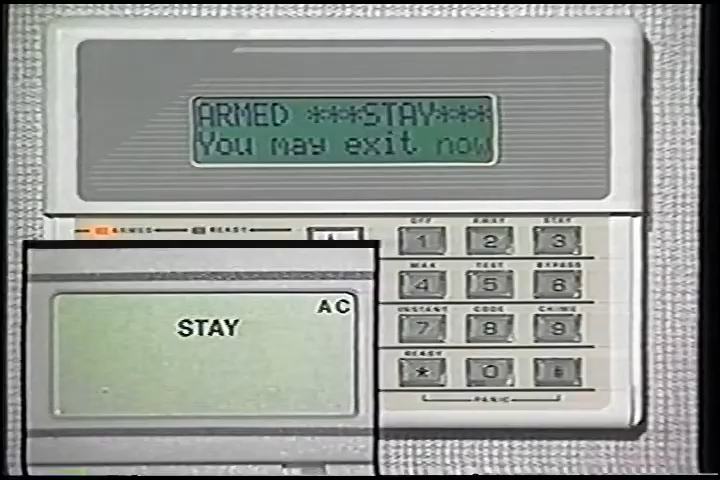 ARMED ***STAY***
You may exit now
ARMED READY
OFF AWAY STAY
1 2 3
MAX TEST BYPASS
4 5 6
INSTANT CODE CHIME
7 8 9
READY
* 0 #
PANIC
AC
STAY